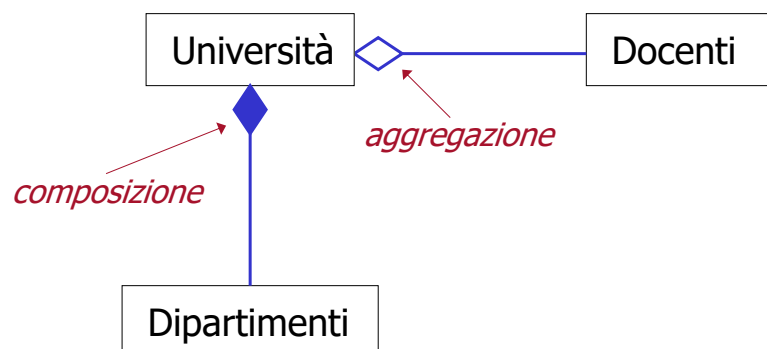 Università
Docenti
aggregazione
composizione
Dipartimenti